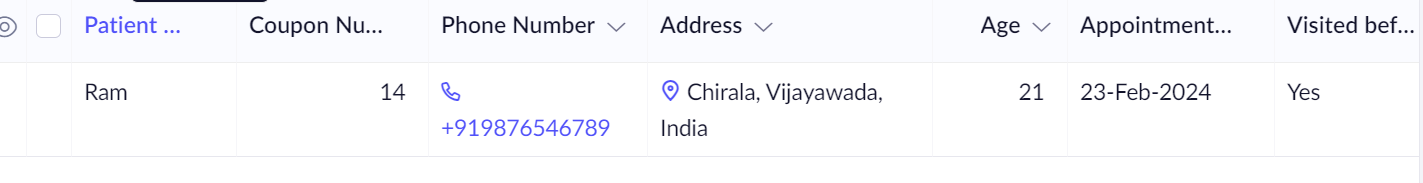 Patient ... Coupon Nu... Phone Number Address Age Appointment... Visited bef...
Ram 14 Chirala, Vijayawada, 21 23-Feb-2024 Yes
+919876546789 India